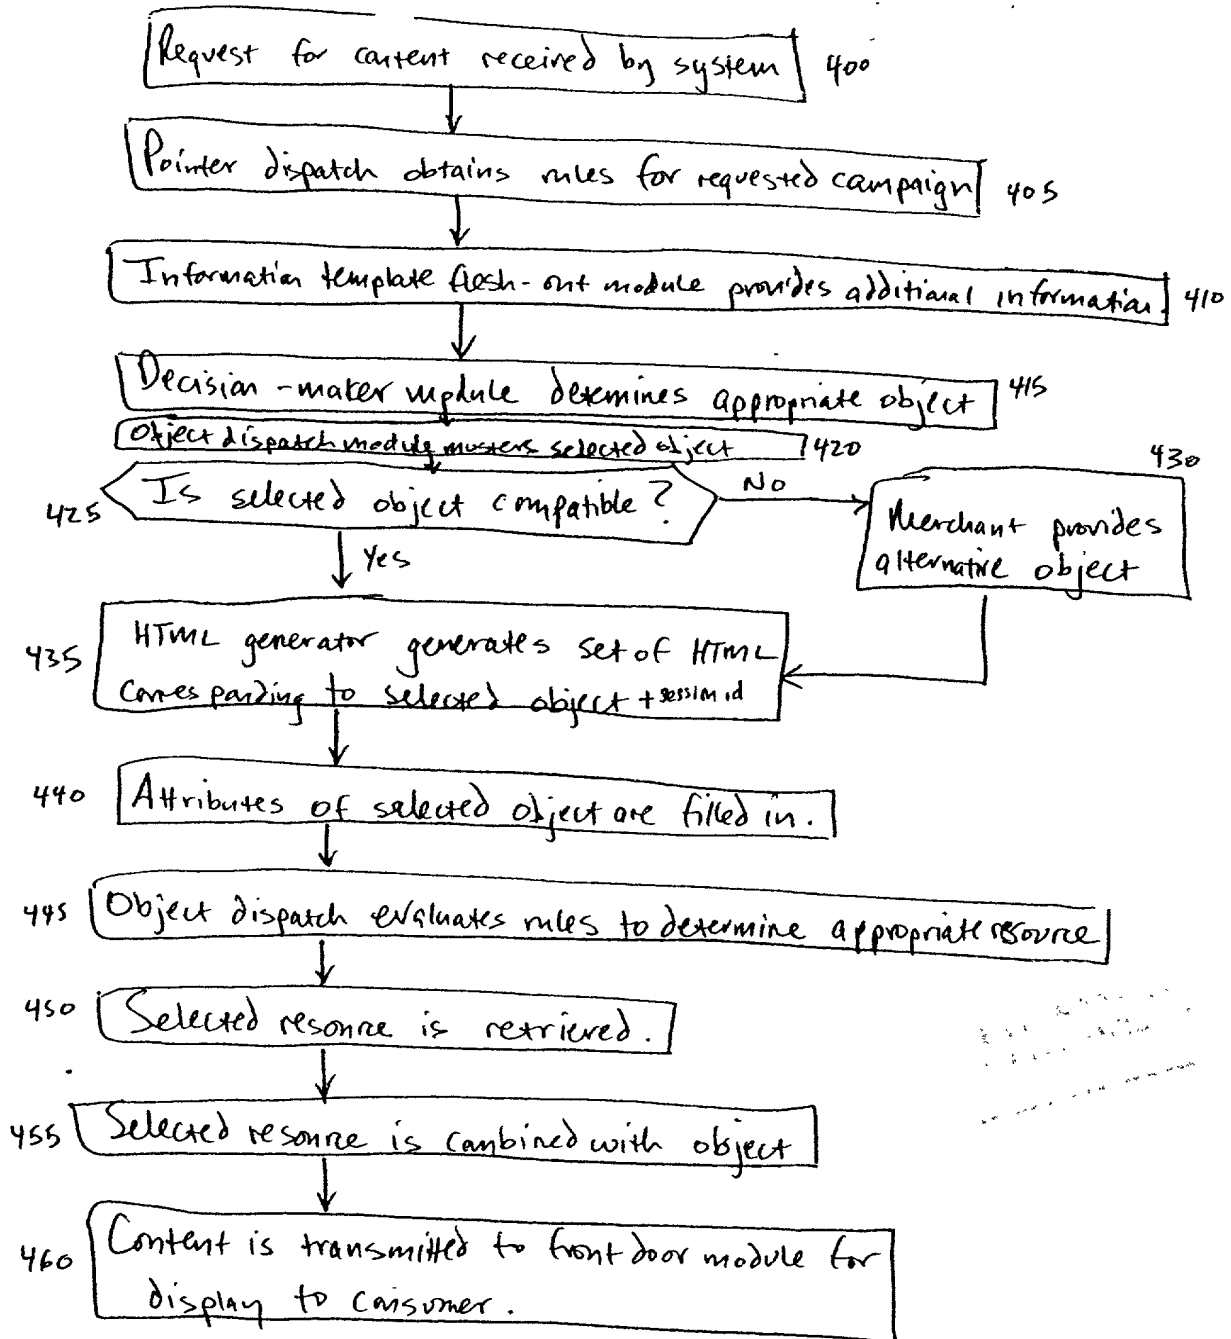 Request for content received by system 400
Pointer dispatch obtains rules for requested campaign 405
Information template flesh-out module provides additional information. 410
Decision-maker module determines appropriate object 415
Object dispatch module musters selected object 420
430
425 Is selected object compatible? No
Merchant provides
alternative object
Yes
435 HTML generator generates set of HTML
corresponding to selected object + session id
440 Attributes of selected object are filled in.
445 Object dispatch evaluates rules to determine appropriate resource
450 Selected resource is retrieved.
455 Selected resource is combined with object
460 Content is transmitted to front door module for
display to consumer.